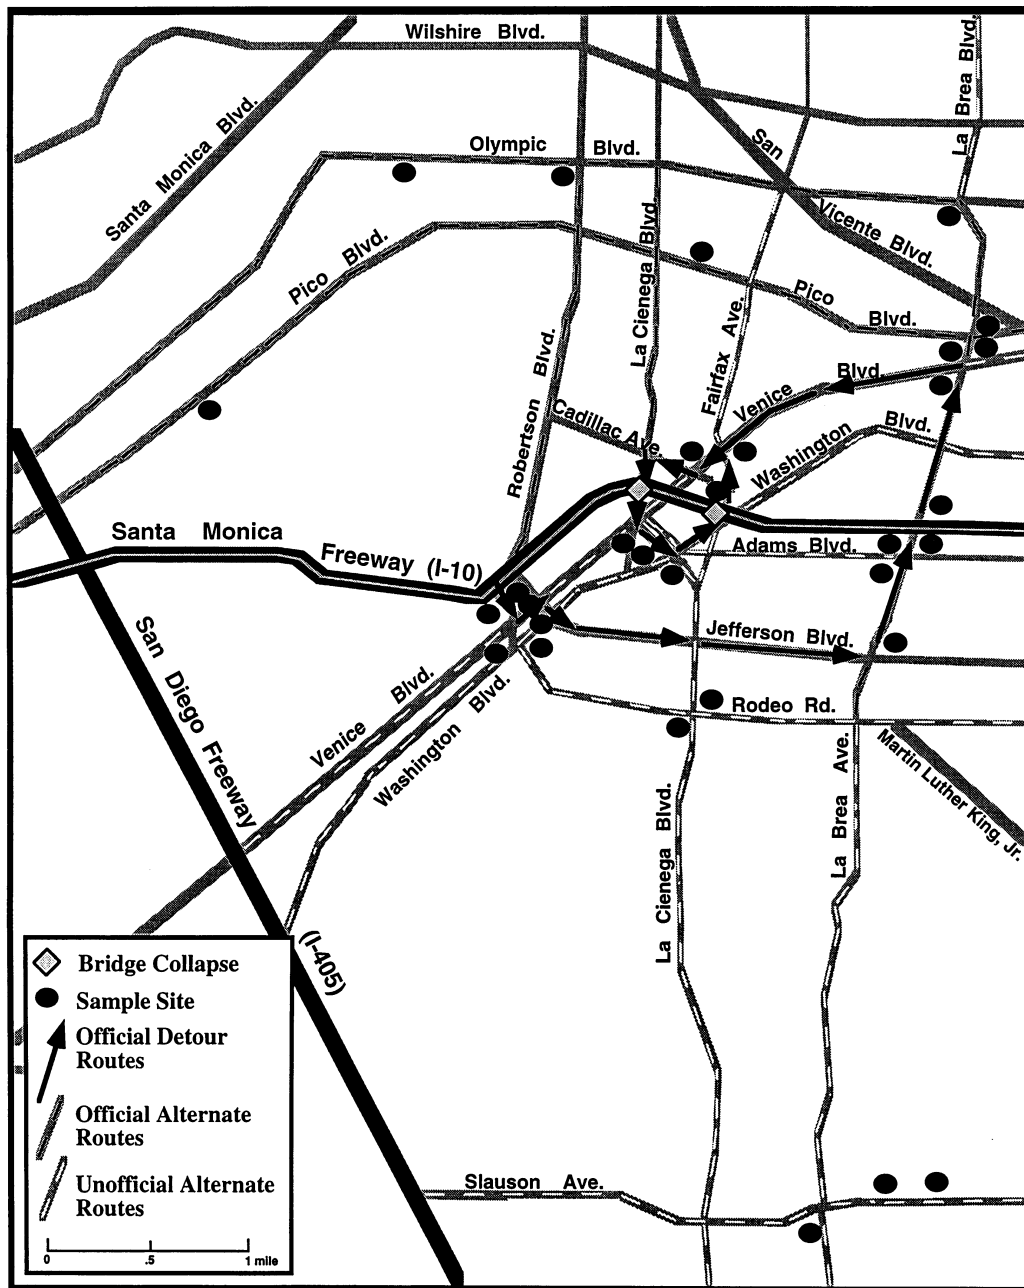 Wilshire Blvd.
La Brea Blvd.
Santa Monica Blvd.
Olympic Blvd.
San Vicente Blvd.
Pico Blvd.
La Cienega Blvd.
Pico Blvd.
Fairfax Ave.
Robertson Blvd.
Venice Blvd.
Cadillac Ave.
Washington Blvd.
Santa Monica Freeway (I-10)
Adams Blvd.
San Diego Freeway
(I-405)
Jefferson Blvd.
Venice Blvd.
Washington Blvd.
Rodeo Rd.
Martin Luther King, Jr.
La Cienega Blvd.
La Brea Ave.
Slauson Ave.
Bridge Collapse
Sample Site
Official Detour
Routes
Official Alternate
Routes
Unofficial Alternate
Routes
0 .5 1 mile